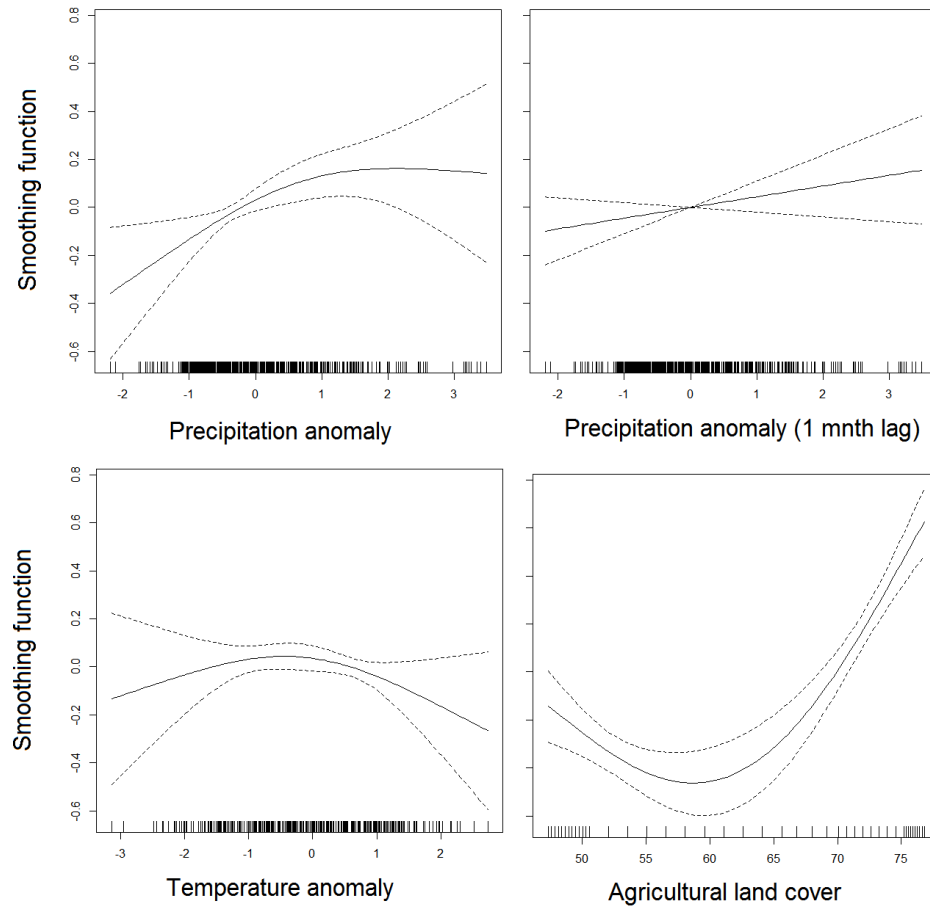 0.8
0.6
0.4
0.2
0.0
-0.2
-0.4
-0.6
Smoothing function
-2 -1 0 1 2 3
Precipitation anomaly
-2 -1 0 1 2 3
Precipitation anomaly (1 mnth lag)
0.8
0.6
0.4
0.2
0.0
-0.2
-0.4
-0.6
Smoothing function
-3 -2 -1 0 1 2
Temperature anomaly
50 55 60 65 70 75
Agricultural land cover